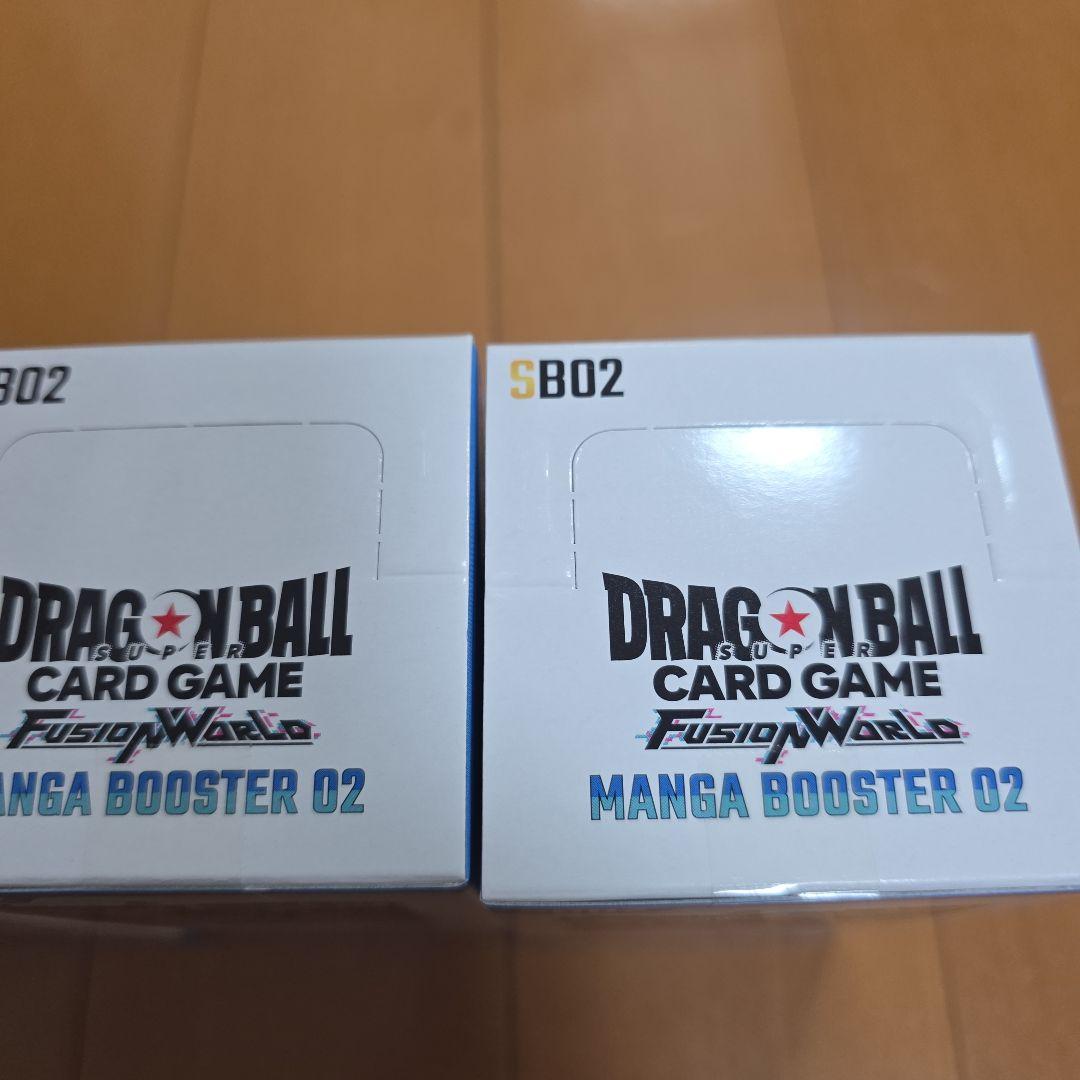 B02
DRAGON BALL
SUPER
CARD GAME
FUSION WORLD
ANGA BOOSTER 02
SB02
DRAGON BALL
SUPER
CARD GAME
FUSION WORLD
MANGA BOOSTER 02